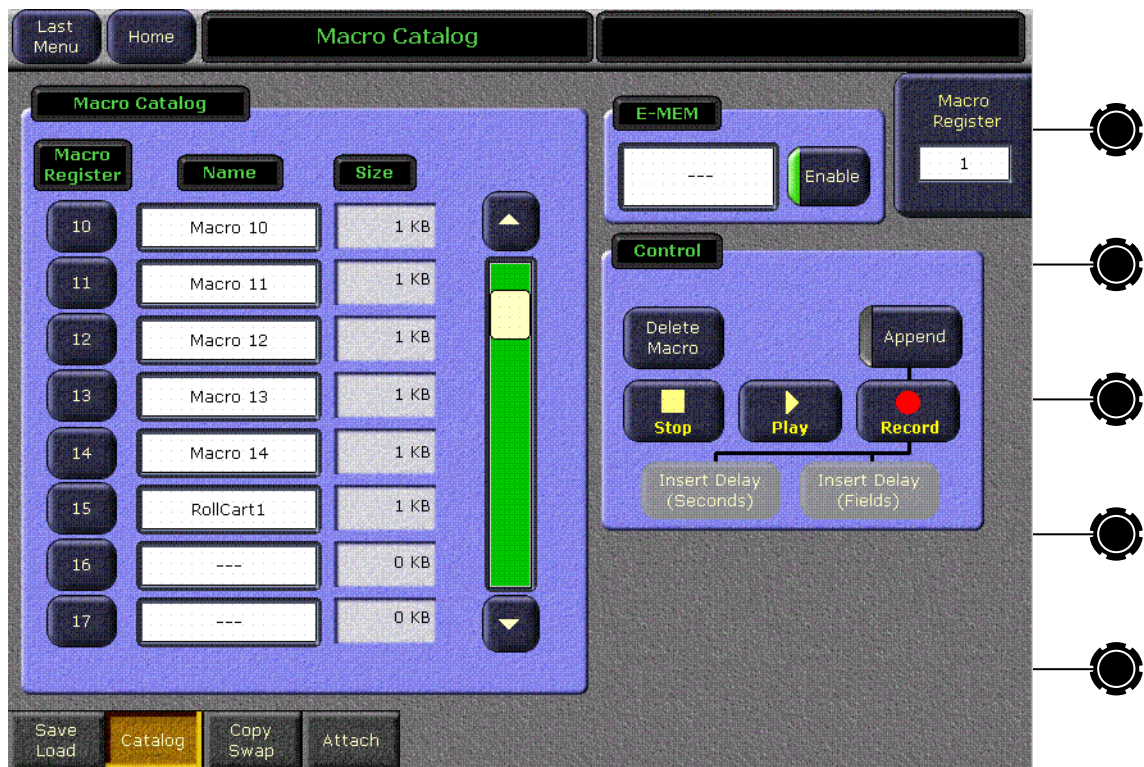 Last
Menu
Home
Macro Catalog
Macro Catalog
Macro
Register
Name
Size
10
Macro 10
1 KB
11
Macro 11
1 KB
12
Macro 12
1 KB
13
Macro 13
1 KB
14
Macro 14
1 KB
15
RollCart1
1 KB
16
---
0 KB
17
---
0 KB
E-MEM
---
Enable
Macro
Register
1
Control
Delete
Macro
Append
Stop
Play
Record
Insert Delay
(Seconds)
Insert Delay
(Fields)
Save
Load
Catalog
Copy
Swap
Attach